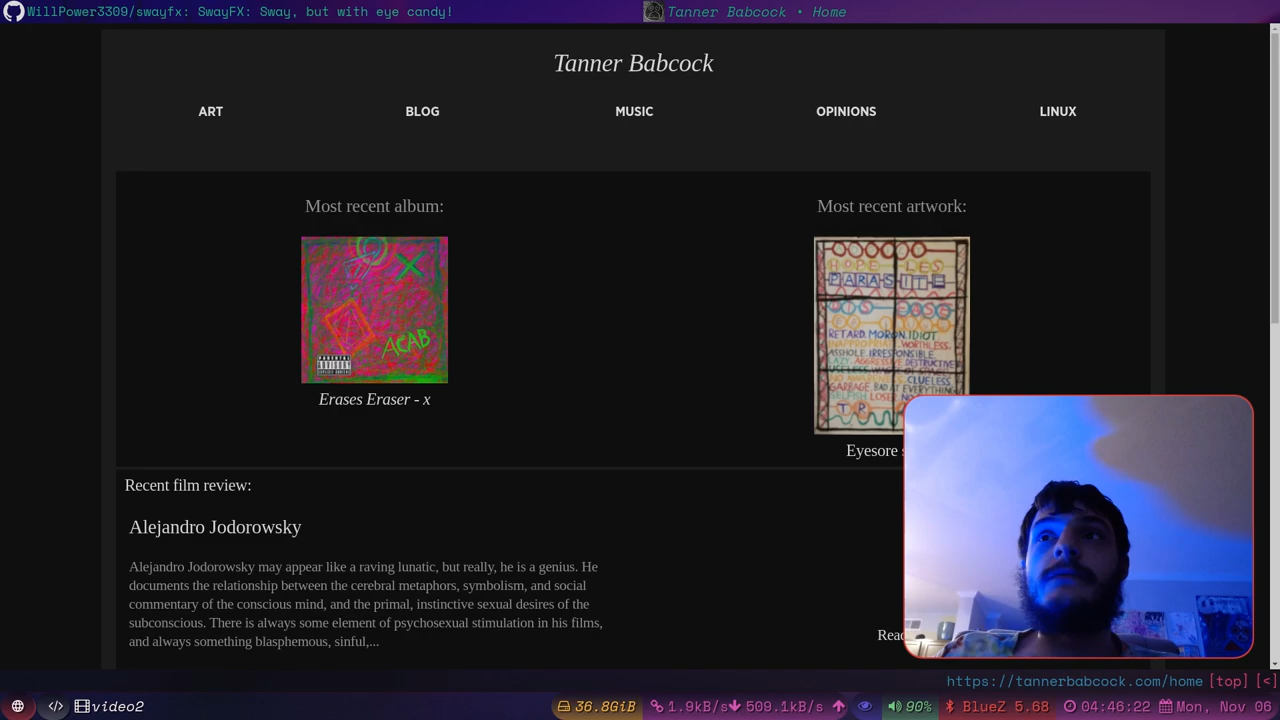 WillPower3309/swayfx: SwayFX: Sway, but with eye candy!
Tanner Babcock • Home
Tanner Babcock
ART
BLOG
MUSIC
OPINIONS
LINUX
Most recent album:
Most recent artwork:
ACAB
Erases Eraser - x
HOPE LES
PARASITE
RETARD. MORON. IDIOT
WORTHLESS.
ASSHOLE. IRRESPONSIBLE.
LAZY. AGGRESSIVE DESTRUCTIVE
CLUELESS
GARBAGE. BAD AT EVERYTHING
SELFISH LOSER
Eyesore
Recent film review:
Alejandro Jodorowsky
Alejandro Jodorowsky may appear like a raving lunatic, but really, he is a genius. He
documents the relationship between the cerebral metaphors, symbolism, and social
commentary of the conscious mind, and the primal, instinctive sexual desires of the
subconscious. There is always some element of psychosexual stimulation in his films,
and always something blasphemous, sinful,...
https://tannerbabcock.com/home [top] [<]
video2
36.8GiB
1.9kB/s
509.1kB/s
90%
BlueZ 5.68
04:46:22
Mon, Nov 06